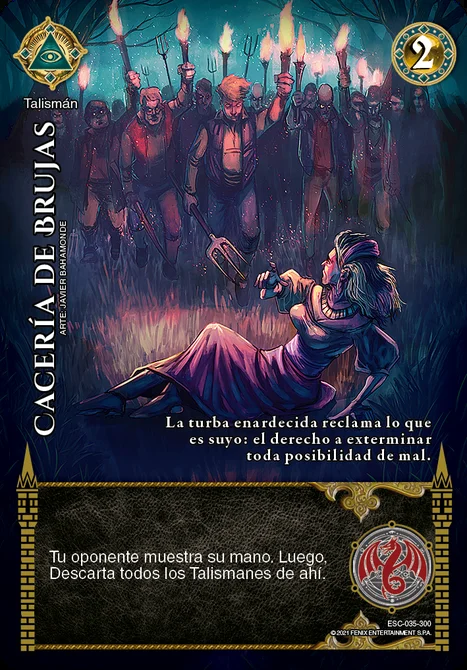 2
Talismán
CACERÍA DE BRUJAS
ARTE: JAVIER BAHAMONDE
La turba enardecida reclama lo que
es suyo: el derecho a exterminar
toda posibilidad de mal.
Tu oponente muestra su mano. Luego,
Descarta todos los Talismanes de ahí.
ESC-035-300
©2021 FENIX ENTERTAINMENT S.P.A.